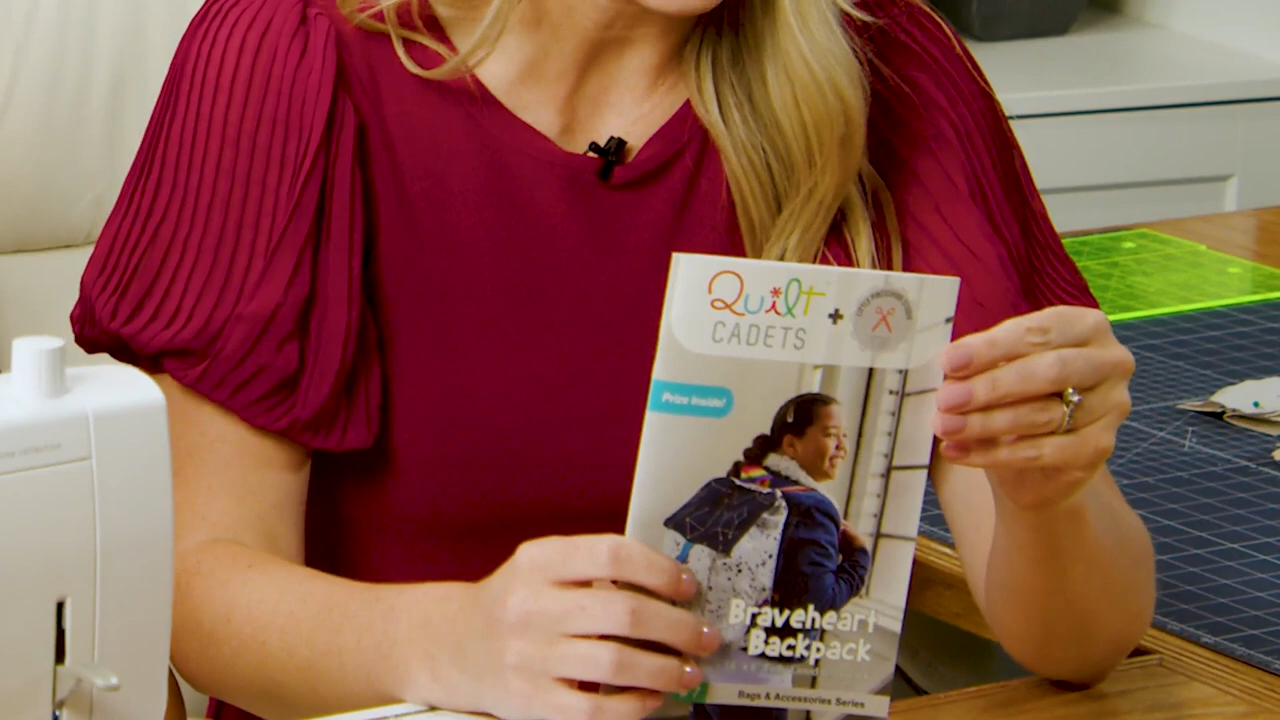 Quilt
+
CADETS
Prize Inside!
Braveheart
Backpack
Bags & Accessories Series